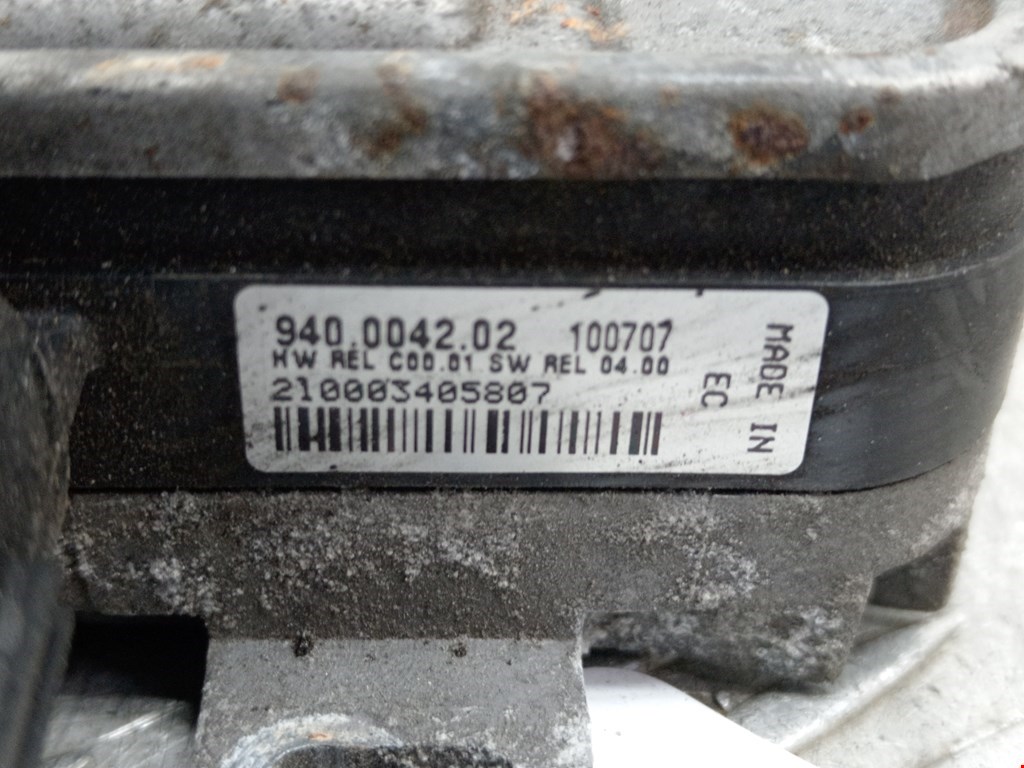 940.0042.02 100707
HW REL C00.01 SW REL 04.00
210003405807
MADE IN
EC